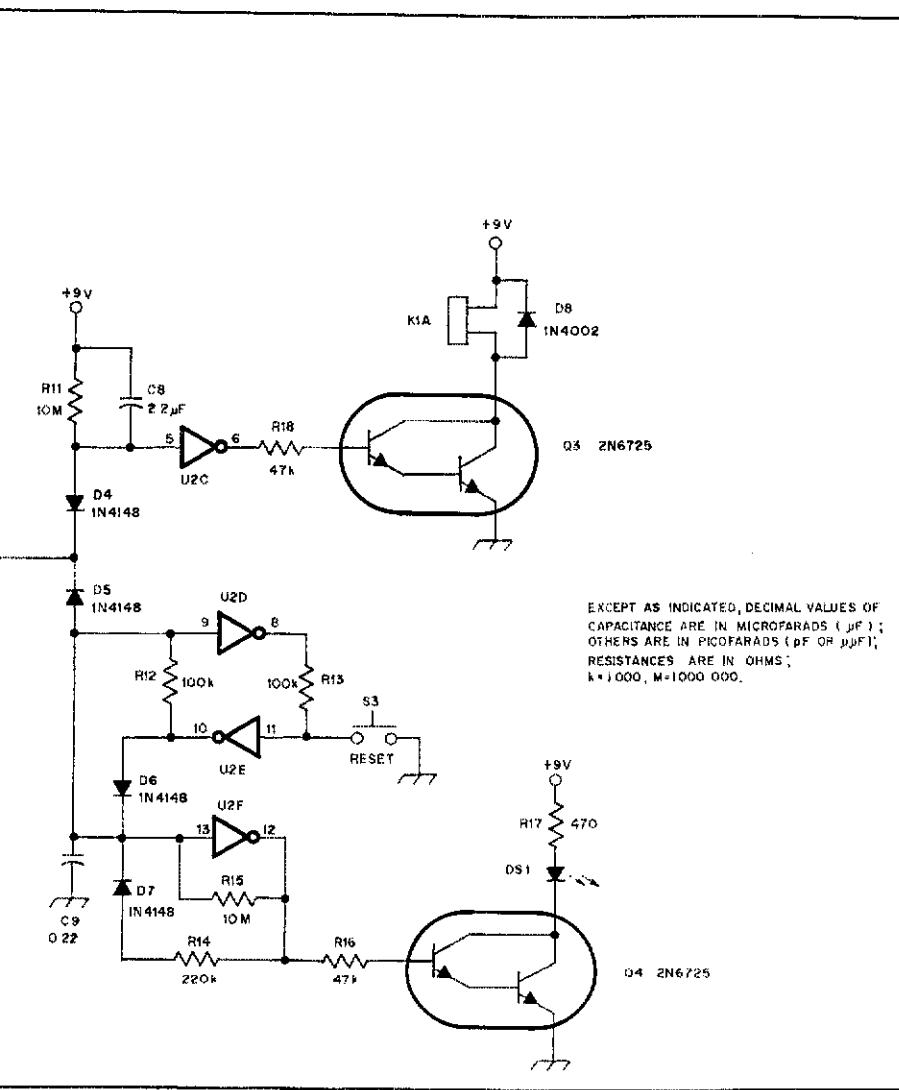 +9V
K1A
D8
1N4002
+9V
R11
10M
C8
2.2µF
5
6
U2C
R18
47k
Q3 2N6725
D4
1N4148
D5
1N4148
U2D
9
8
R12
100k
100k
R13
S3
RESET
10
11
U2E
EXCEPT AS INDICATED, DECIMAL VALUES OF
CAPACITANCE ARE IN MICROFARADS ( µF ) ;
OTHERS ARE IN PICOFARADS ( pF OR µµF);
RESISTANCES ARE IN OHMS ;
k=1000, M=1000 000.
D6
1N4148
U2F
13
12
+9V
R17
470
DS1
D7
1N4148
R15
10M
C9
0.22
R14
220k
R16
47k
Q4 2N6725